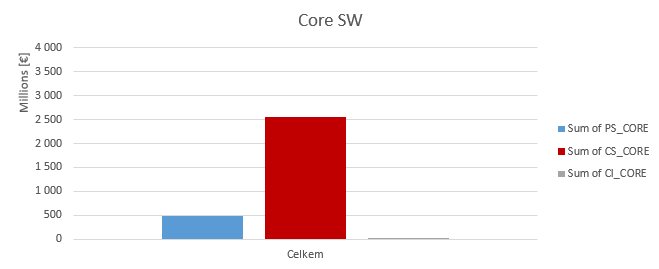 Core SW
Millions [€]
4 000
3 500
3 000
2 500
2 000
1 500
1 000
500
0
Celkem
Sum of PS_CORE
Sum of CS_CORE
Sum of CI_CORE